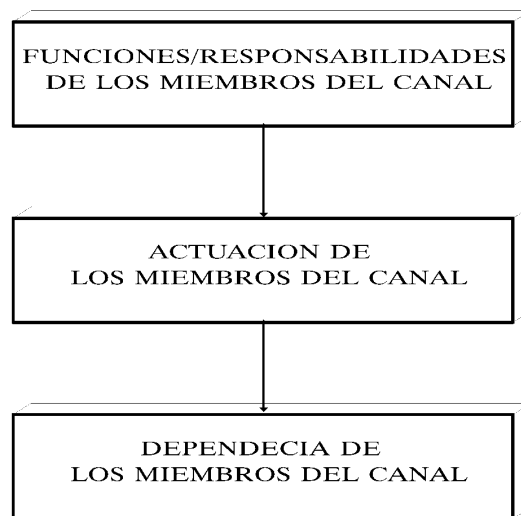 FUNCIONES/RESPONSABILIDADES
DE LOS MIEMBROS DEL CANAL
ACTUACION DE
LOS MIEMBROS DEL CANAL
DEPENDECIA DE
LOS MIEMBROS DEL CANAL